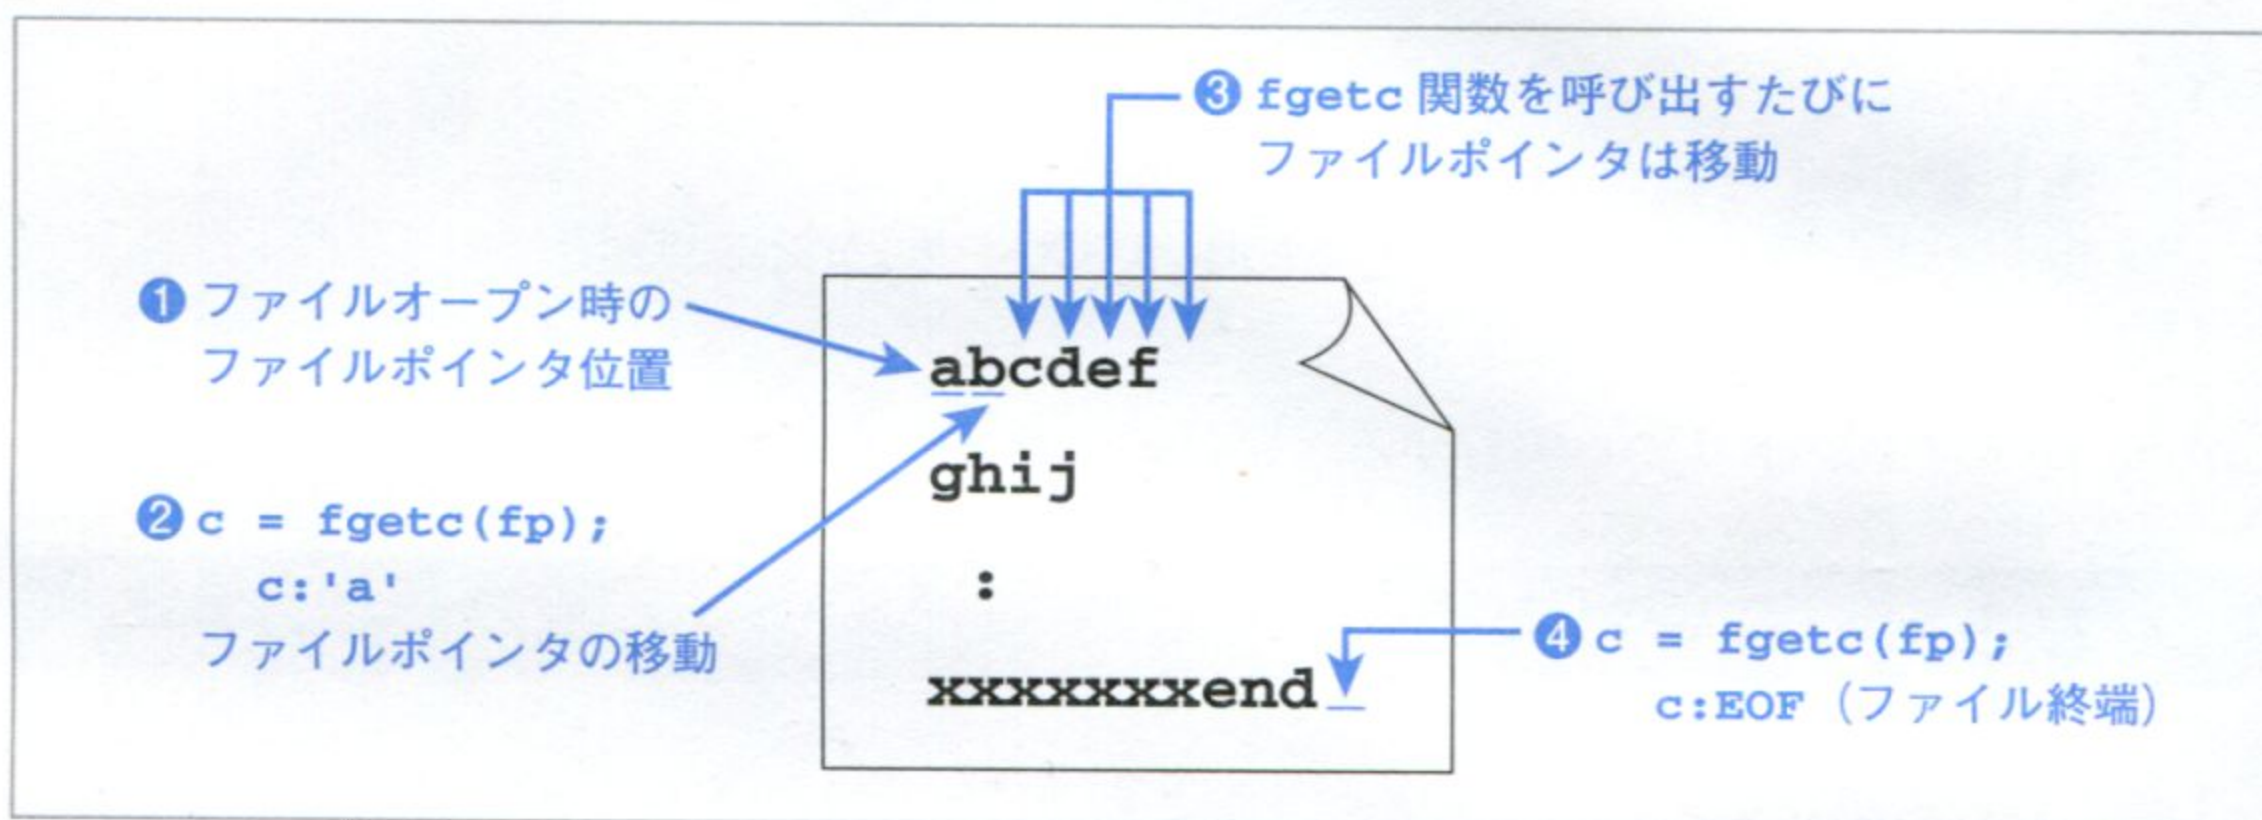 ❸ fgetc 関数を呼び出すたびに
ファイルポインタは移動
❶ ファイルオープン時の
ファイルポインタ位置
abcdef
ghij
:
xxxxxxxend
❷ c = fgetc(fp);
c:'a'
ファイルポインタの移動
❹ c = fgetc(fp);
c:EOF（ファイル終端）